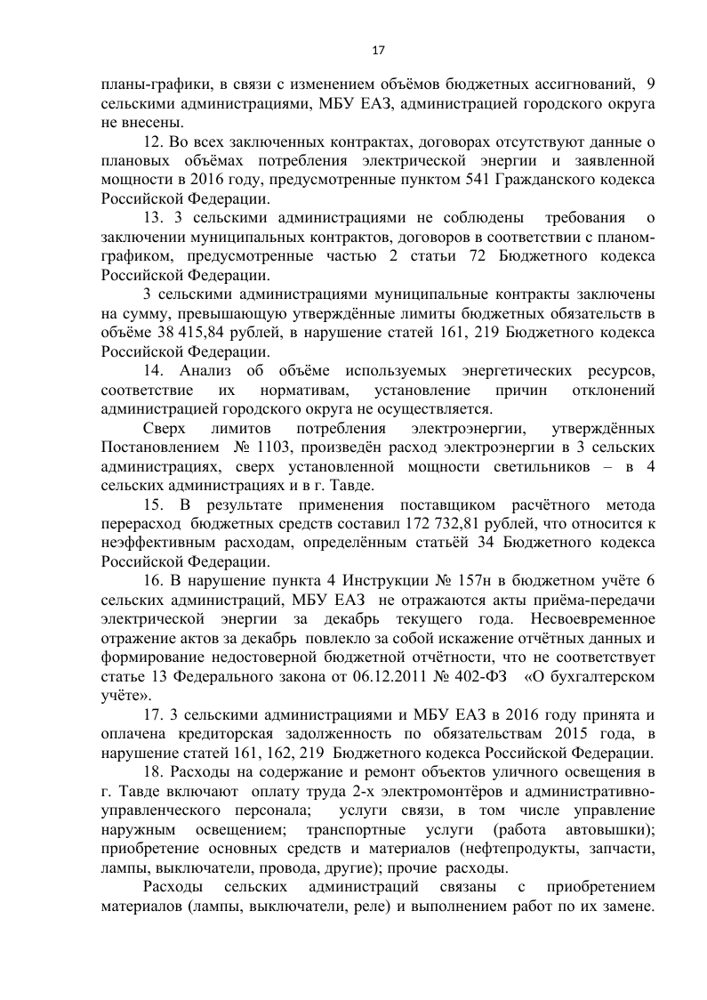 17
планы-графики, в связи с изменением объёмов бюджетных ассигнований, 9
сельскими администрациями, МБУ ЕАЗ, администрацией городского округа
не внесены.
12. Во всех заключенных контрактах, договорах отсутствуют данные о
плановых объёмах потребления электрической энергии и заявленной
мощности в 2016 году, предусмотренные пунктом 541 Гражданского кодекса
Российской Федерации.
13. 3 сельскими администрациями не соблюдены требования о
заключении муниципальных контрактов, договоров в соответствии с планом-
графиком, предусмотренные частью 2 статьи 72 Бюджетного кодекса
Российской Федерации.
3 сельскими администрациями муниципальные контракты заключены
на сумму, превышающую утверждённые лимиты бюджетных обязательств в
объёме 38 415,84 рублей, в нарушение статей 161, 219 Бюджетного кодекса
Российской Федерации.
14. Анализ об объёме используемых энергетических ресурсов,
соответствие их нормативам, установление причин отклонений
администрацией городского округа не осуществляется.
Сверх лимитов потребления электроэнергии, утверждённых
Постановлением № 1103, произведён расход электроэнергии в 3 сельских
администрациях, сверх установленной мощности светильников – в 4
сельских администрациях и в г. Тавде.
15. В результате применения поставщиком расчётного метода
перерасход бюджетных средств составил 172 732,81 рублей, что относится к
неэффективным расходам, определённым статьёй 34 Бюджетного кодекса
Российской Федерации.
16. В нарушение пункта 4 Инструкции № 157н в бюджетном учёте 6
сельских администраций, МБУ ЕАЗ не отражаются акты приёма-передачи
электрической энергии за декабрь текущего года. Несвоевременное
отражение актов за декабрь повлекло за собой искажение отчётных данных и
формирование недостоверной бюджетной отчётности, что не соответствует
статье 13 Федерального закона от 06.12.2011 № 402-ФЗ «О бухгалтерском
учёте».
17. 3 сельскими администрациями и МБУ ЕАЗ в 2016 году принята и
оплачена кредиторская задолженность по обязательствам 2015 года, в
нарушение статей 161, 162, 219 Бюджетного кодекса Российской Федерации.
18. Расходы на содержание и ремонт объектов уличного освещения в
г. Тавде включают оплату труда 2-х электромонтёров и административно-
управленческого персонала; услуги связи, в том числе управление
наружным освещением; транспортные услуги (работа автовышки);
приобретение основных средств и материалов (нефтепродукты, запчасти,
лампы, выключатели, провода, другие); прочие расходы.
Расходы сельских администраций связаны с приобретением
материалов (лампы, выключатели, реле) и выполнением работ по их замене.